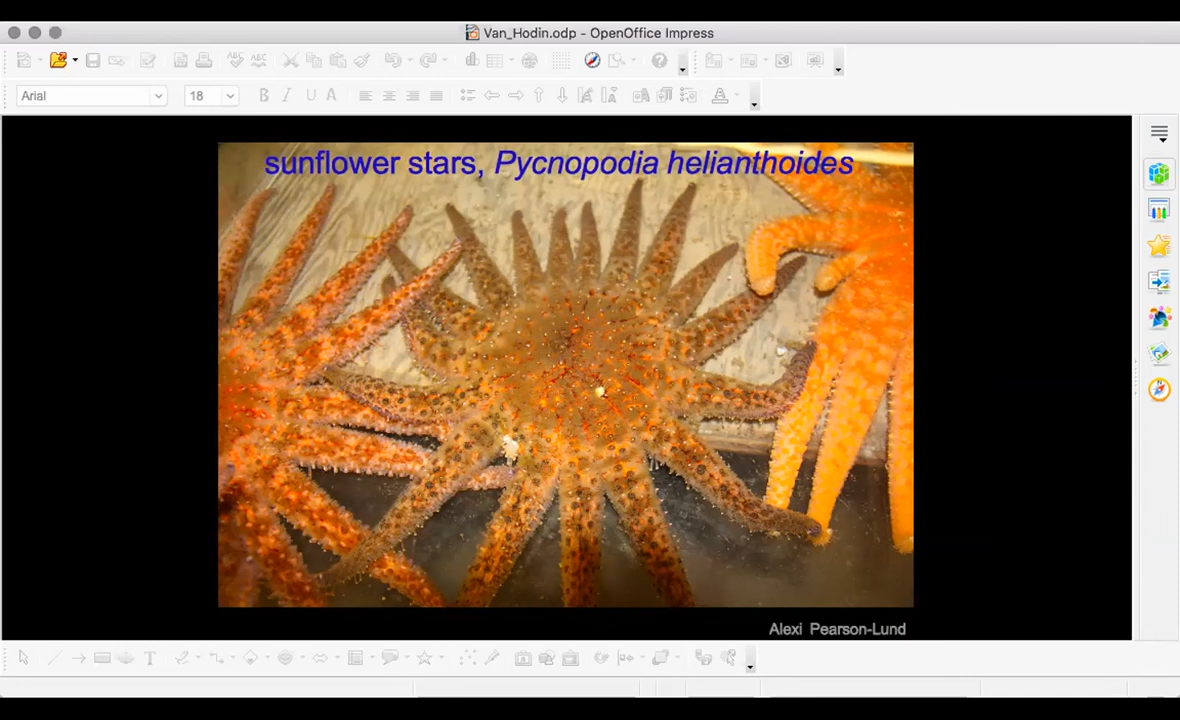 Van_Hodin.odp - OpenOffice Impress
Arial
18
sunflower stars, Pycnopodia helianthoides
Alexi Pearson-Lund